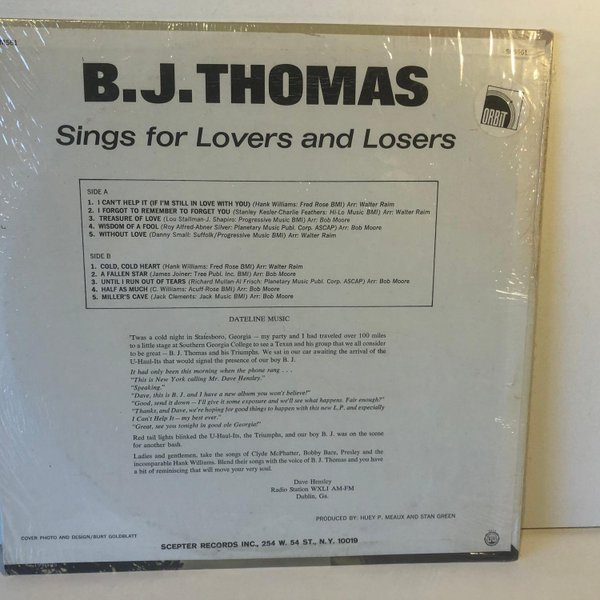 B.J.THOMAS
Sings for Lovers and Losers
ORBIT
SIDE A
1. I CAN'T HELP IT (IF I'M STILL IN LOVE WITH YOU) (Hank Williams: Fred Rose BMI) Arr: Walter Raim
2. I FORGOT TO REMEMBER TO FORGET YOU (Stanley Kesler-Charlie Feathers: Hi-Lo Music BMI) Arr: Walter Raim
3. TREASURE OF LOVE (Lou Stallman-J. Shapiro: Progressive Music BMI) Arr: Bob Moore
4. WISDOM OF A FOOL (Roy Alfred-Abner Silver: Planetary Music Publ. Corp. ASCAP) Arr: Bob Moore
5. WITHOUT LOVE (Danny Small: Suffolk/Progressive Music BMI) Arr: Walter Raim
SIDE B
1. COLD, COLD HEART (Hank Williams: Fred Rose BMI) Arr: Walter Raim
2. A FALLEN STAR (James Joiner: Tree Publ. Inc. BMI) Arr: Bob Moore
3. UNTIL I RUN OUT OF TEARS (Richard Mullan-Al Frisch: Planetary Music Publ. Corp. ASCAP) Arr: Bob Moore
4. HALF AS MUCH (C. Williams: Acuff-Rose BMI) Arr: Bob Moore
5. MILLER'S CAVE (Jack Clements: Jack Music BMI) Arr: Bob Moore
DATELINE MUSIC
'Twas a cold night in Statesboro, Georgia — my party and I had traveled over 100 miles
to a little stage at Southern Georgia College to see a Texan and his group that we all consider
to be great — B. J. Thomas and his Triumphs. We sat in our car awaiting the arrival of the
U-Haul-Its that would signal the presence of our boy B. J.
It had only been this morning when the phone rang . . .
"This is New York calling Mr. Dave Hensley."
"Speaking."
"Dave, this is B. J. and I have a new album you won't believe!"
"Good, send it down — I'll give it some exposure and we'll see what happens. Fair enough?"
"Thanks, and Dave, we're hoping for good things to happen with this new L.P. and especially
I Can't Help It — my best ever."
"Great, see you tonight in good ole Georgia!"
Red tail lights blinked the U-Haul-Its, the Triumphs, and our boy B. J. was on the scene
for another bash.
Ladies and gentlemen, take the songs of Clyde McPhatter, Bobby Bare, Presley and the
incomparable Hank Williams. Blend their songs with the voice of B. J. Thomas and you have
a bit of reminiscing that will move your very soul.
Dave Hensley
Radio Station WXLI AM-FM
Dublin, Ga.
PRODUCED BY: HUEY P. MEAUX AND STAN GREEN
COVER PHOTO AND DESIGN/BURT GOLDBLATT
SCEPTER RECORDS INC., 254 W. 54 ST., N.Y. 10019